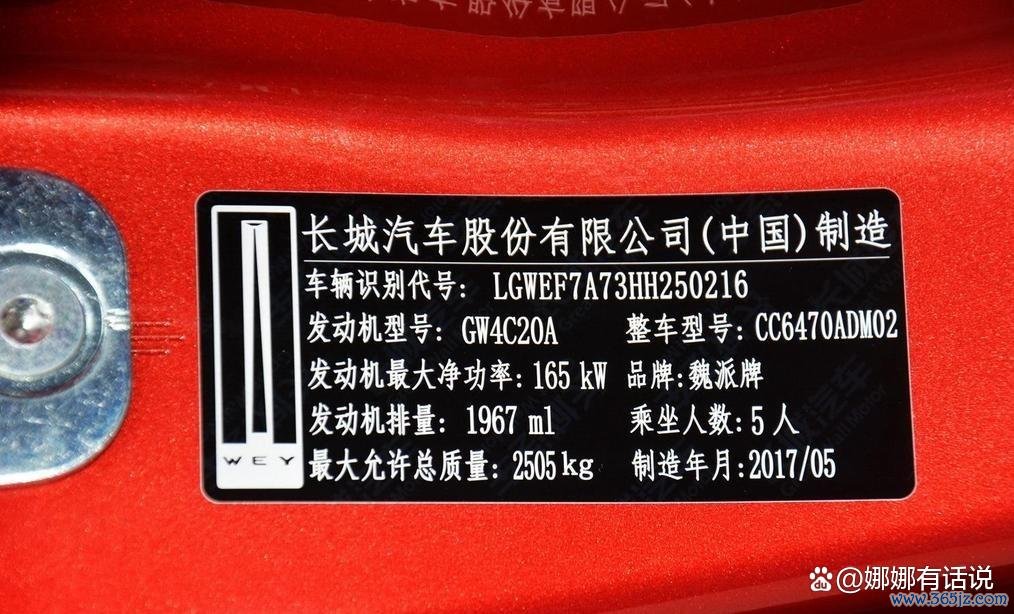 长城汽车股份有限公司(中国)制造
车辆识别代号: LGWEF7A73HH250216
发动机型号: GW4C20A 整车型号: CC6470ADM02
发动机最大净功率: 165 kW 品牌: 魏派牌
发动机排量: 1967 ml 乘坐人数: 5 人
最大允许总质量: 2505kg 制造年月: 2017/05
WEY
@娜娜有话说
www.365jz.com